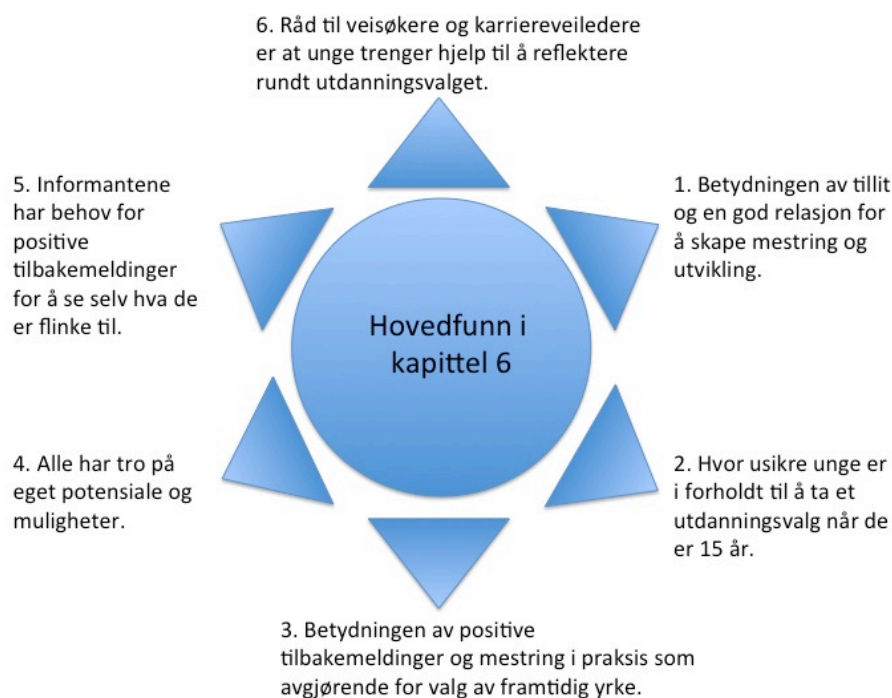 6. Råd til veisøkere og karriereveiledere
er at unge trenger hjelp til å reflektere
rundt utdanningsvalget.
5. Informantene
har behov for
positive
tilbakemeldinger
for å se selv hva de
er flinke til.
1. Betydningen av tillit
og en god relasjon for
å skape mestring og
utvikling.
Hovedfunn i
kapittel 6
4. Alle har tro på
eget potensiale og
muligheter.
2. Hvor usikre unge er
i forholdt til å ta et
utdanningsvalg når de
er 15 år.
3. Betydningen av positive
tilbakemeldinger og mestring i praksis som
avgjørende for valg av framtidig yrke.